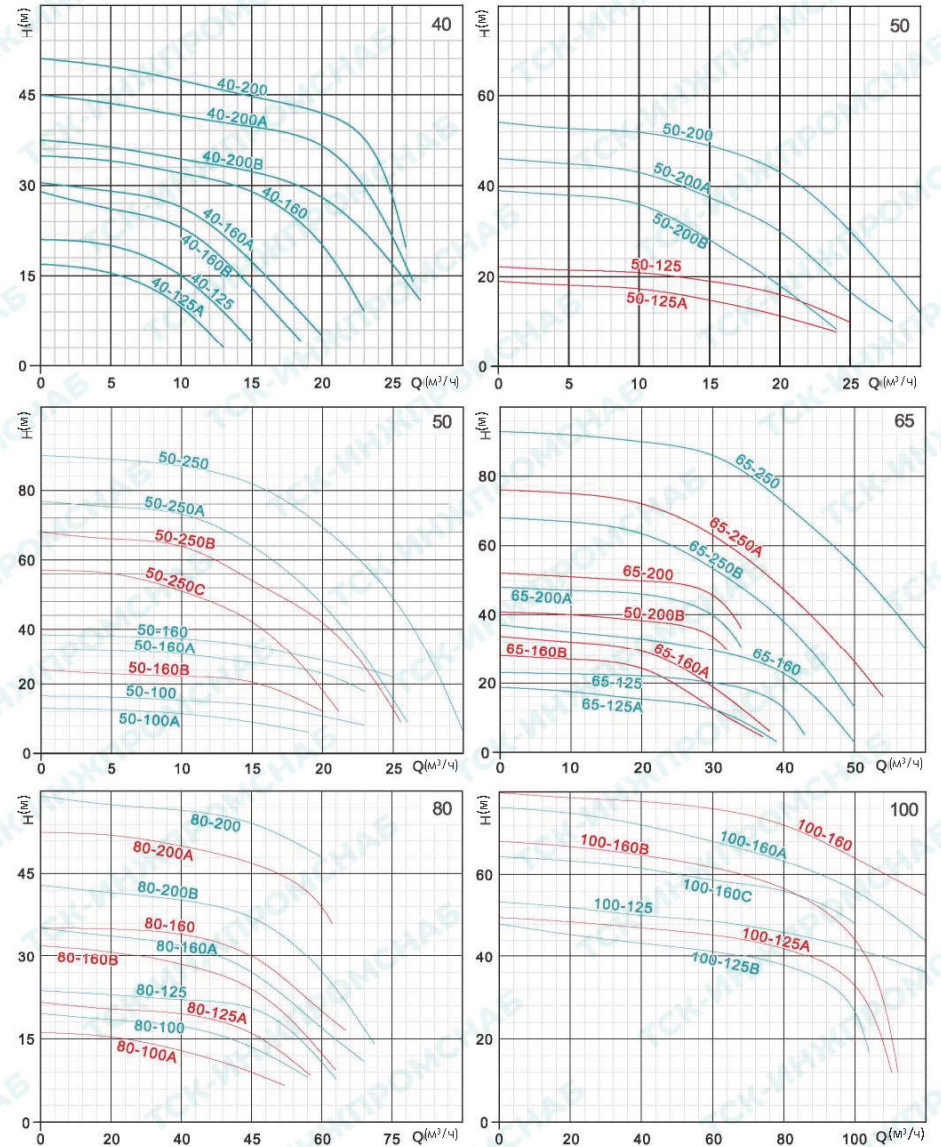 H(м)
40
40-200
45
40-200A
40-200B
30
40-160
40-160A
40-160B
15
40-125
40-125A
0
0 5 10 15 20 25 Q(м³/ч)
H(м)
50
60
50-200
50-200A
40
50-200B
50-125
20
50-125A
0
0 5 10 15 20 25 Q(м³/ч)
H(м)
50
50-250
80
50-250A
50-250B
60
50-250C
40
50-160
50-160A
50-160B
20
50-100
50-100A
0
0 5 10 15 20 25 Q(м³/ч)
H(м)
65
65-250
80
65-250A
60
65-250B
65-200
65-200A
40
50-200B
65-160
65-160B
65-160A
65-125
20
65-125A
0
0 10 20 30 40 50 Q(м³/ч)
H(м)
80
80-200
45
80-200A
80-200B
80-160
30
80-160A
80-160B
80-125
15
80-125A
80-100
80-100A
0
0 20 40 45 60 75 Q(м³/ч)
H(м)
100
100-160
100-160A
100-160B
60
100-160C
100-125
40
100-125A
100-125B
20
0
0 20 40 60 80 100 Q(м³/ч)
ТСК-ИНЖПРОМСНАБ